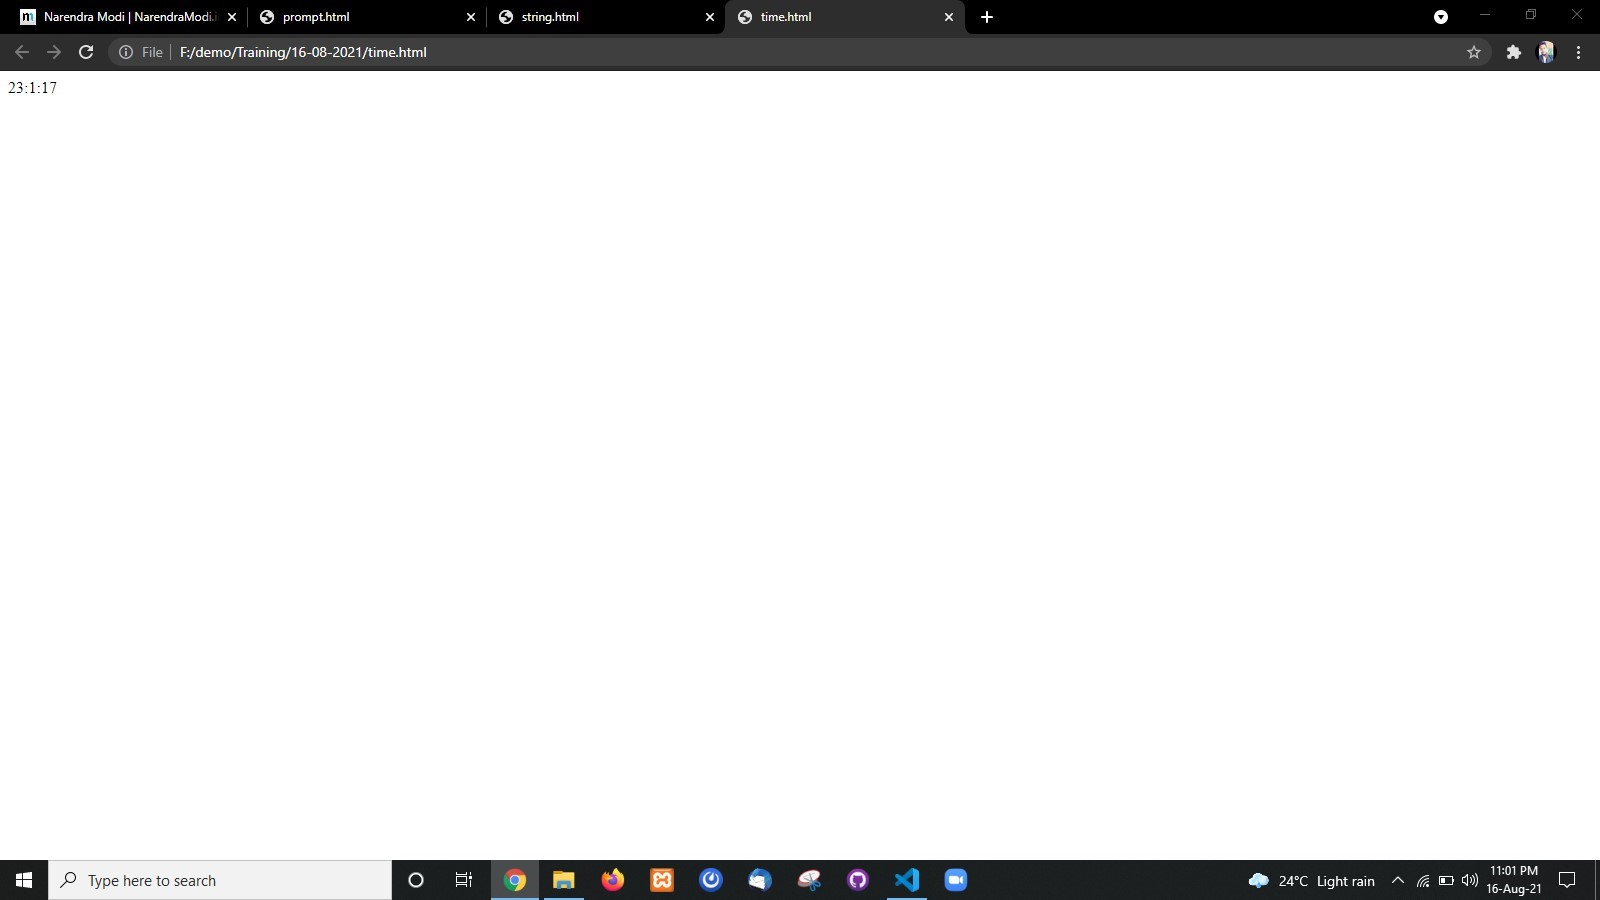 m Narendra Modi | NarendraModi.i
prompt.html
string.html
time.html
File F:/demo/Training/16-08-2021/time.html
23:1:17
Type here to search
24°C Light rain
11:01 PM
16-Aug-21